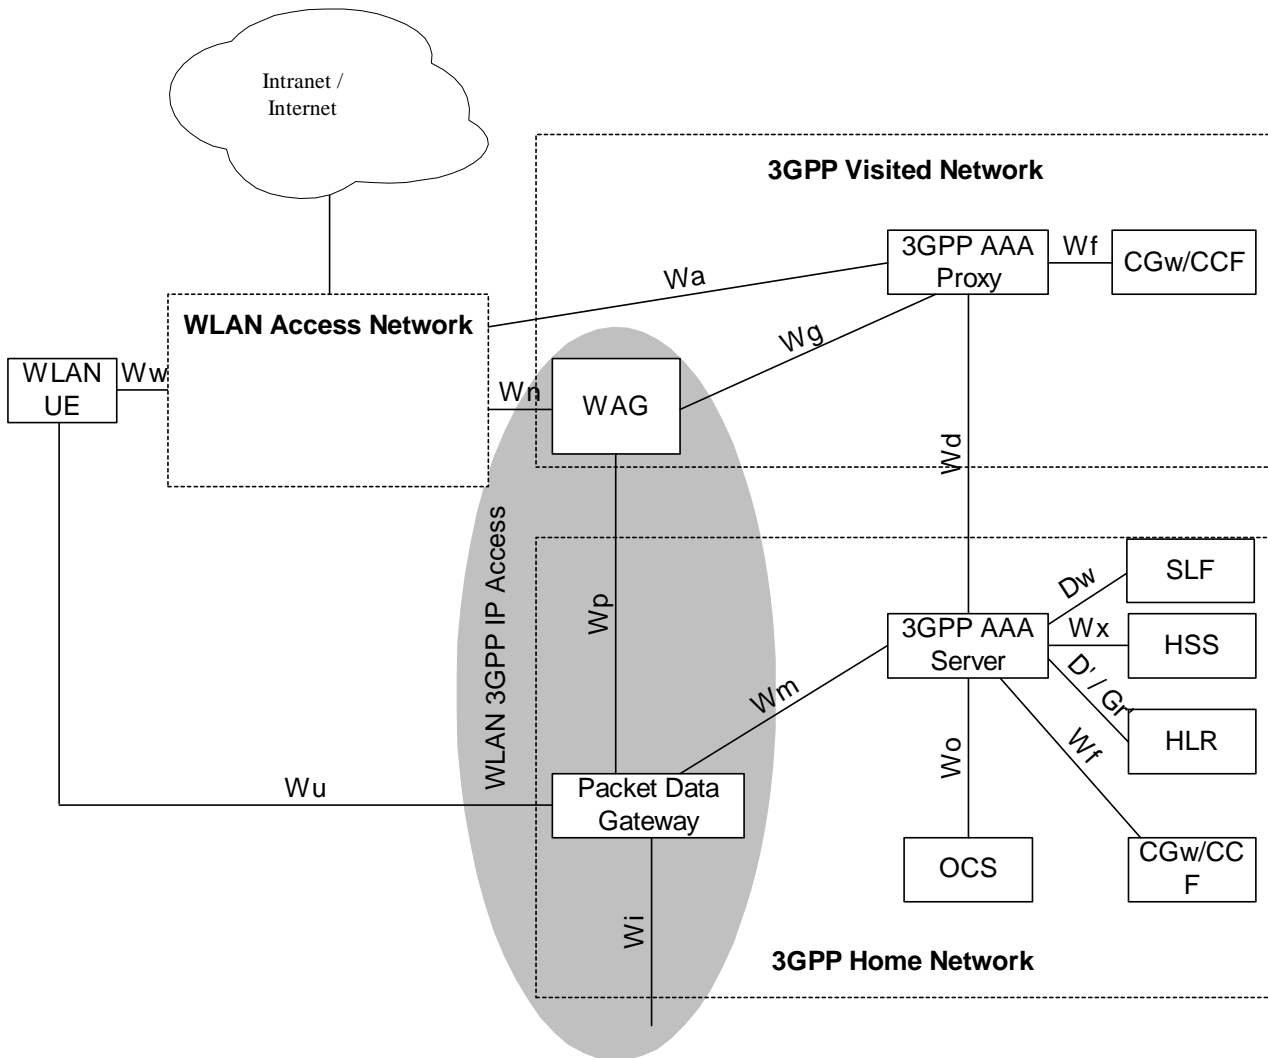 Intranet /
Internet
3GPP Visited Network
3GPP AAA
Proxy
Wf
CGw/CCF
Wa
WLAN Access Network
Wg
WLAN
UE
Ww
Wn
WAG
Wd
WLAN 3GPP IP Access
Wp
SLF
Dw
3GPP AAA
Server
Wx
HSS
D' / Gr'
HLR
Wm
Wo
Wf
Wu
Packet Data
Gateway
OCS
CGw/CC
F
Wi
3GPP Home Network